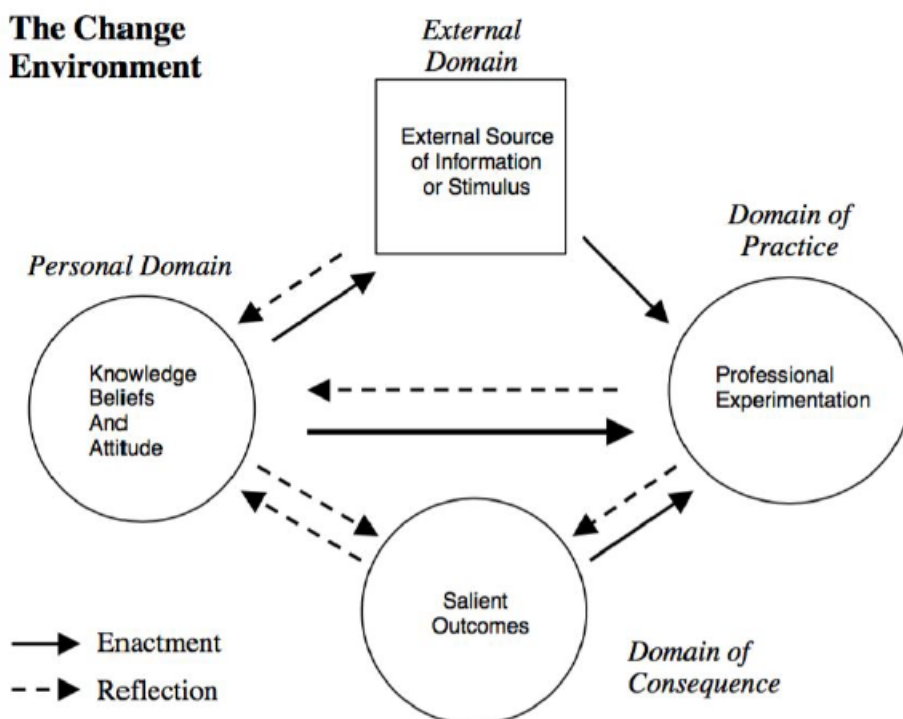 The Change
Environment
External
Domain
External Source
of Information
or Stimulus
Domain of
Practice
Personal Domain
Knowledge
Beliefs
And
Attitude
Professional
Experimentation
Salient
Outcomes
Enactment
Reflection
Domain of
Consequence